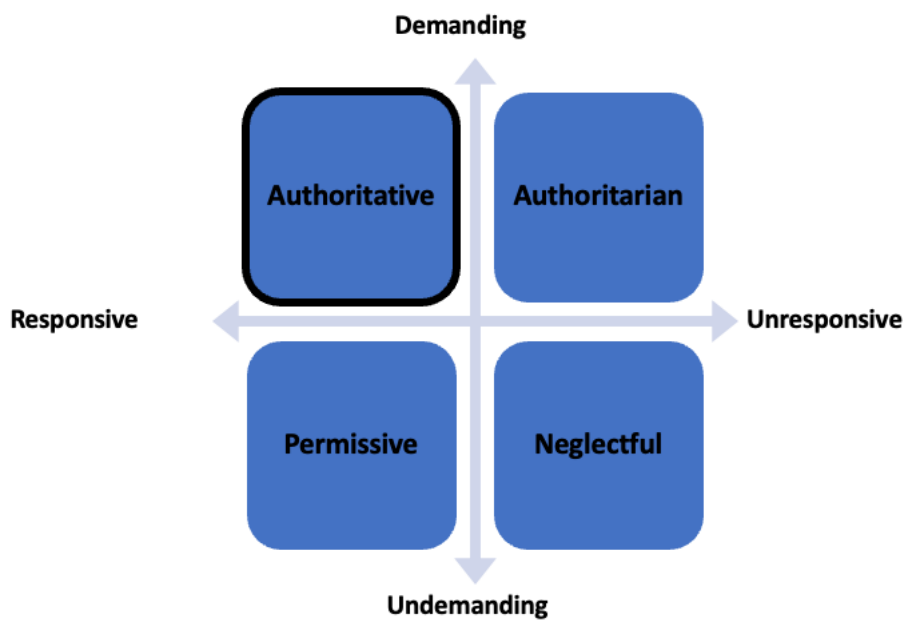 Demanding
Authoritative
Authoritarian
Responsive
Unresponsive
Permissive
Neglectful
Undemanding